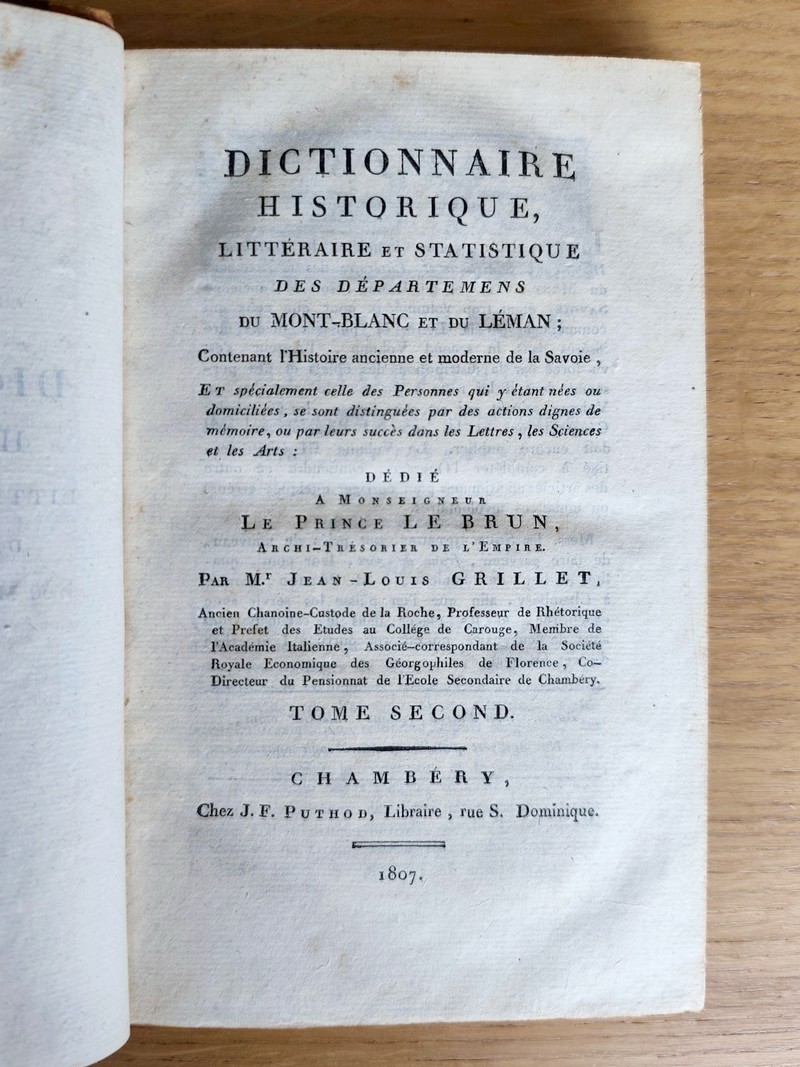 DICTIONNAIRE
HISTORIQUE,
LITTÉRAIRE ET STATISTIQUE
DES DÉPARTEMENS
DU MONT-BLANC ET DU LÉMAN ;
Contenant l'Histoire ancienne et moderne de la Savoie ,
ET spécialement celle des Personnes qui y étant nées ou
domiciliées , se sont distinguées par des actions dignes de
mémoire, ou par leurs succès dans les Lettres , les Sciences
et les Arts :
DÉDIÉ
A MONSEIGNEUR
LE PRINCE LE BRUN,
ARCHI-TRÉSORIER DE L'EMPIRE.
PAR M.r JEAN-LOUIS GRILLET,
Ancien Chanoine-Custode de la Roche, Professeur de Rhétorique
et Prefet des Etudes au Collége de Carouge, Membre de
l'Académie Italienne , Associé-correspondant de la Société
Royale Economique des Géorgophiles de Florence , Co-
Directeur du Pensionnat de l'Ecole Secondaire de Chambéry.
TOME SECOND.
CHAMBÉRY,
Chez J. F. PUTHOD, Libraire , rue S. Dominique.
1807.